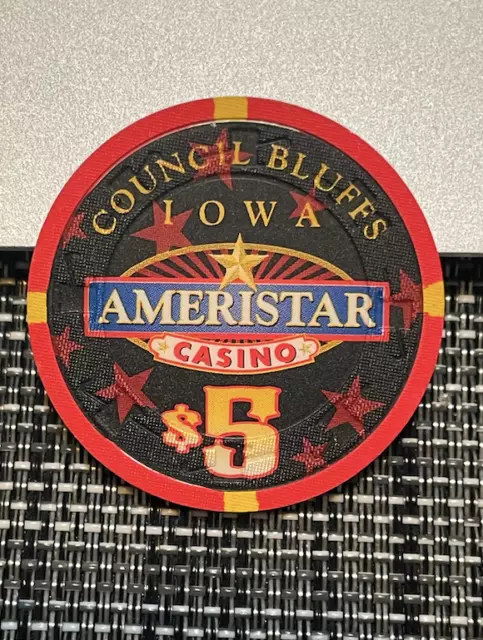 COUNCIL BLUFFS
IOWA
AMERISTAR
CASINO
$5